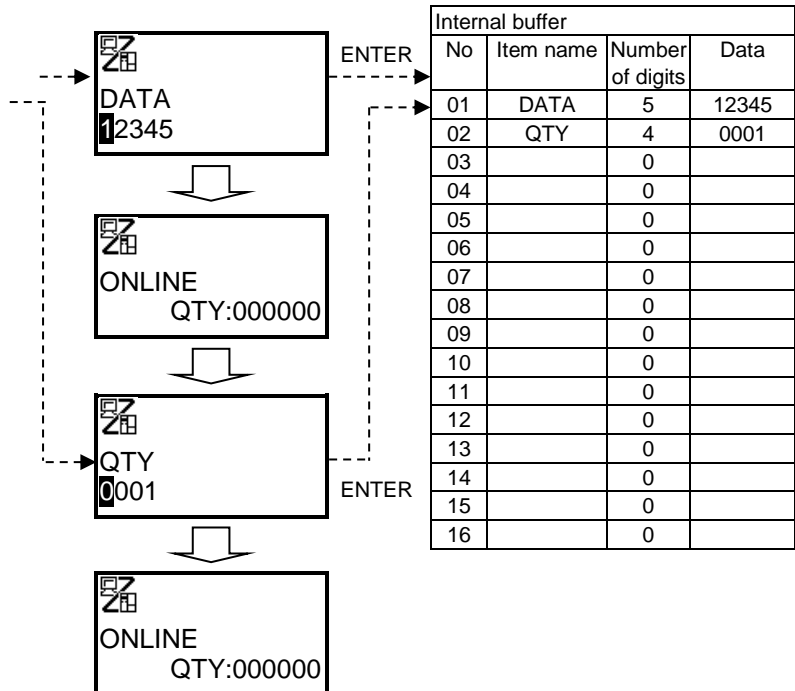 DATA
12345
ENTER
ONLINE
QTY:000000
QTY
0001
ENTER
ONLINE
QTY:000000
Internal buffer
No Item name Number of digits Data
01 DATA 5 12345
02 QTY 4 0001
03 0
04 0
05 0
06 0
07 0
08 0
09 0
10 0
11 0
12 0
13 0
14 0
15 0
16 0